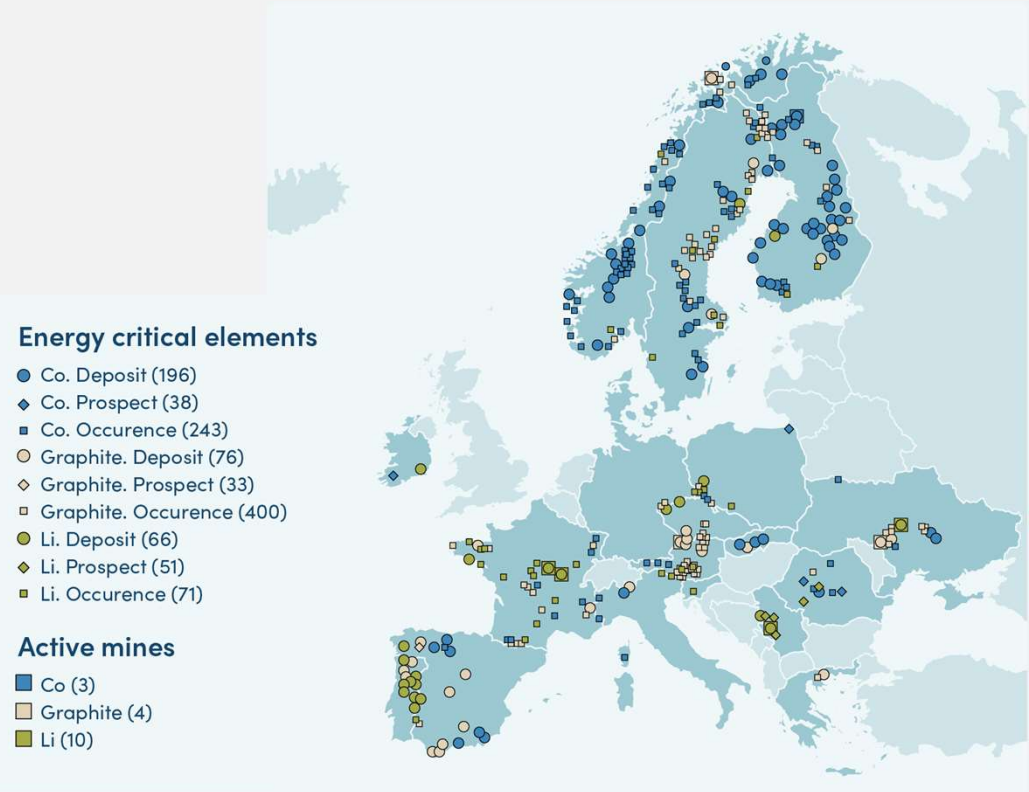 Energy critical elements
Co. Deposit (196)
Co. Prospect (38)
Co. Occurence (243)
Graphite. Deposit (76)
Graphite. Prospect (33)
Graphite. Occurence (400)
Li. Deposit (66)
Li. Prospect (51)
Li. Occurence (71)
Active mines
Co (3)
Graphite (4)
Li (10)